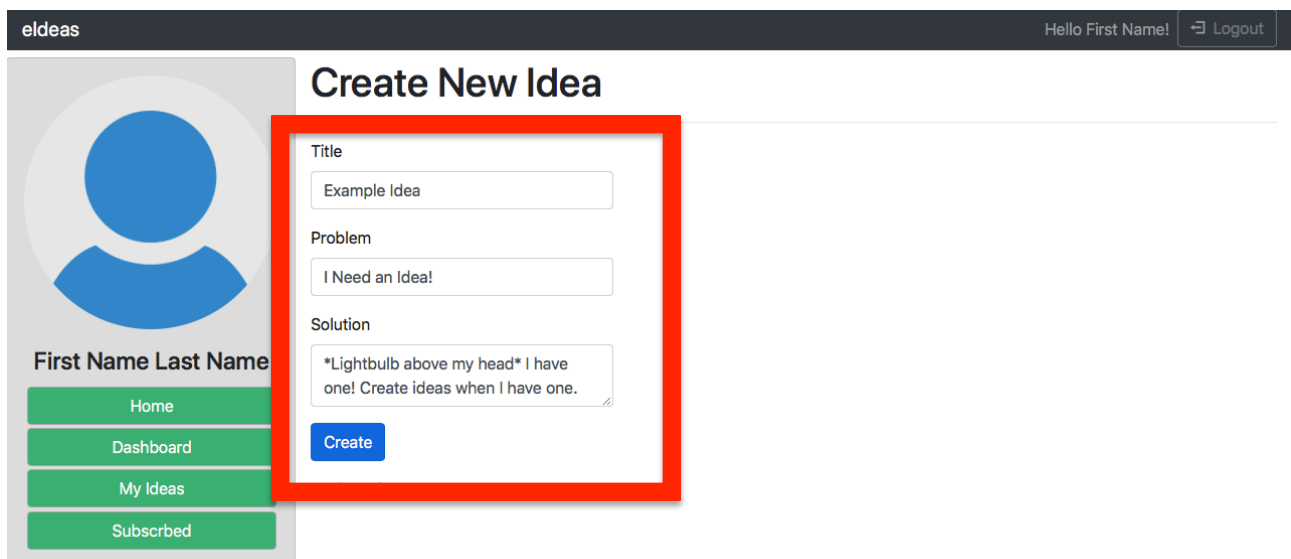 eIdeas
Hello First Name!
Logout
Create New Idea
Title
Example Idea
Problem
I Need an Idea!
Solution
*Lightbulb above my head* I have
one! Create ideas when I have one.
Create
First Name Last Name
Home
Dashboard
My Ideas
Subscrbed